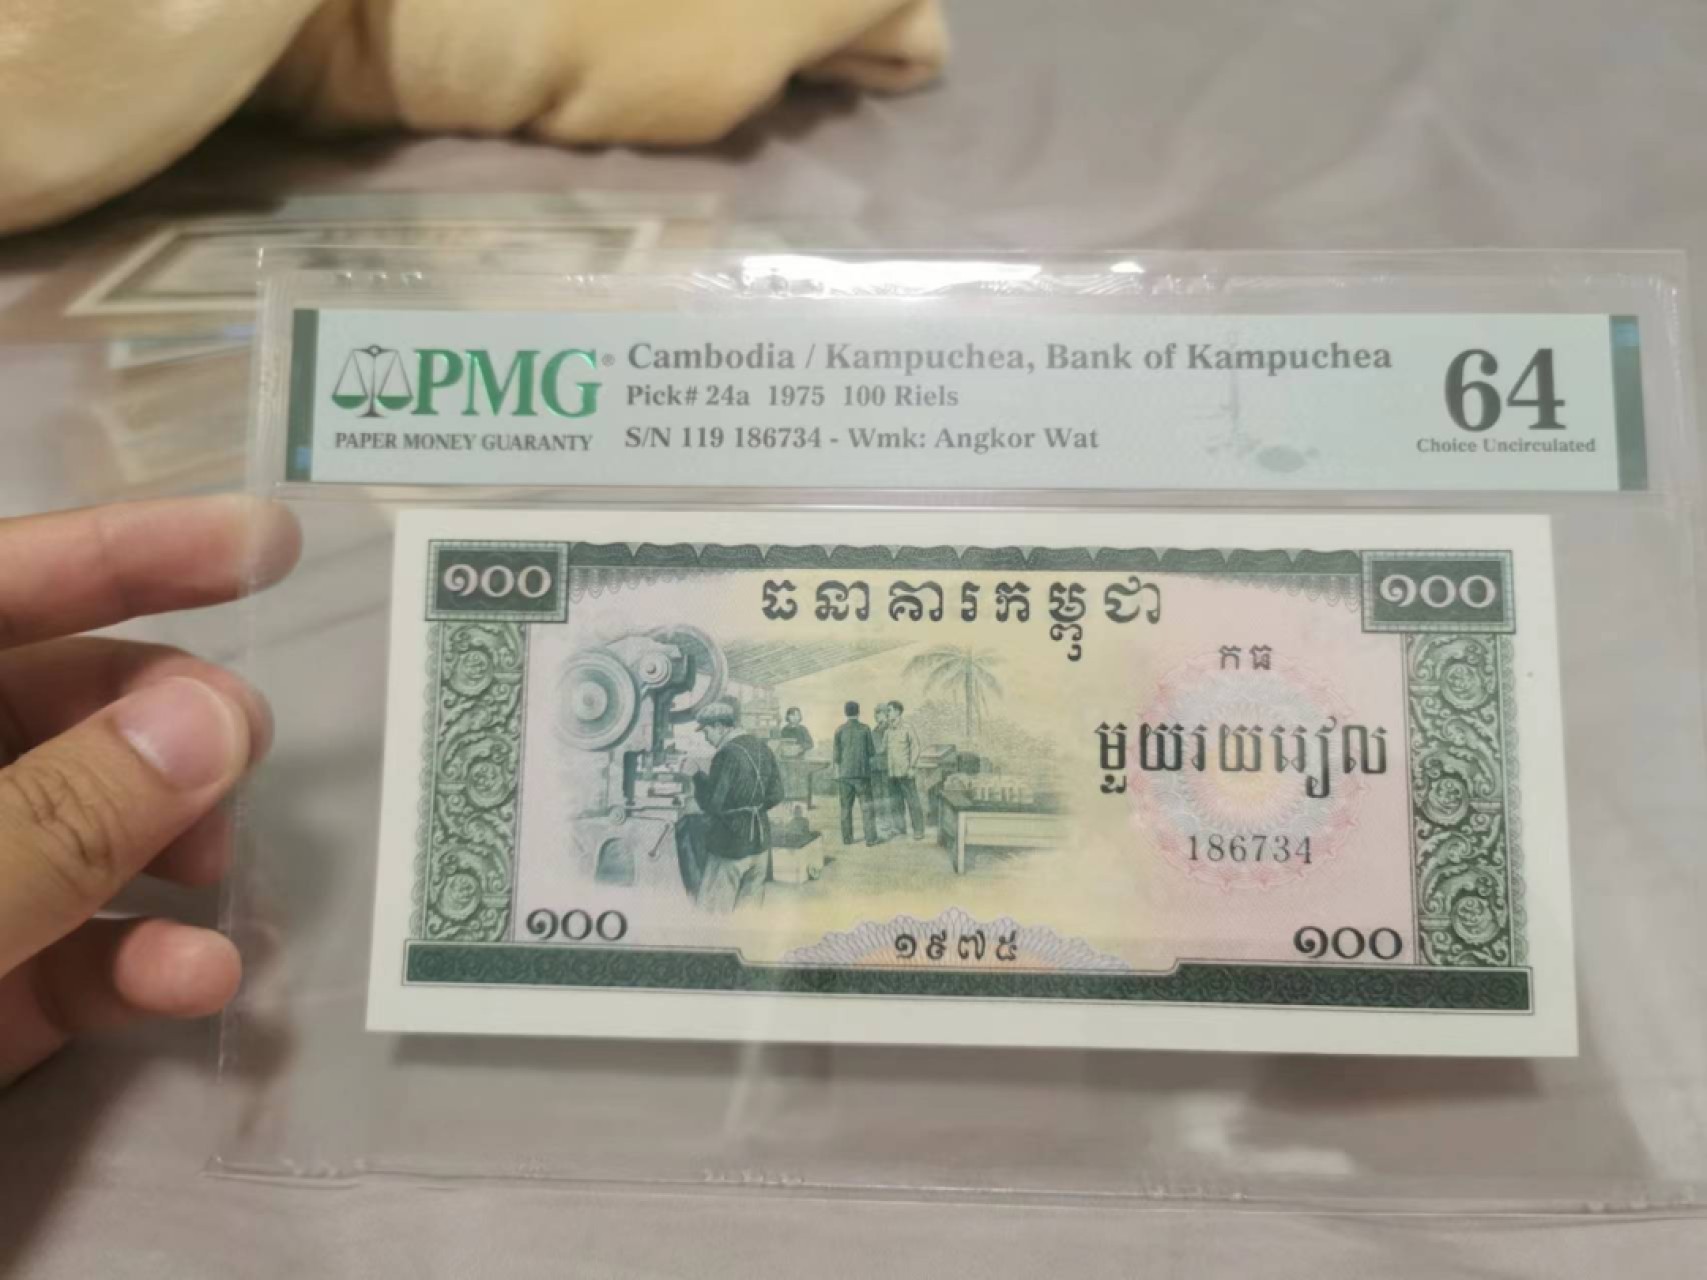 PMG®
PAPER MONEY GUARANTY
Cambodia / Kampuchea, Bank of Kampuchea
Pick# 24a 1975 100 Riels
S/N 119 186734 - Wmk: Angkor Wat
64
Choice Uncirculated
១០០
ធនាគារកម្ពុជា
១០០
កធ
មួយរយរៀល
186734
១០០
១៩៧៥
១០០